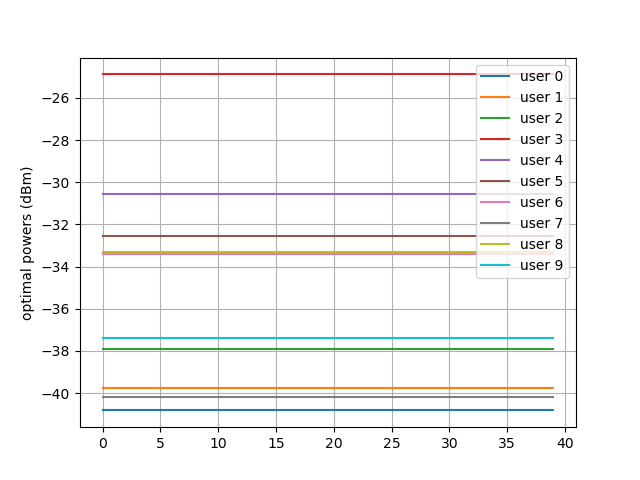 optimal powers (dBm)
−26
−28
−30
−32
−34
−36
−38
−40
0 5 10 15 20 25 30 35 40
user 0
user 1
user 2
user 3
user 4
user 5
user 6
user 7
user 8
user 9